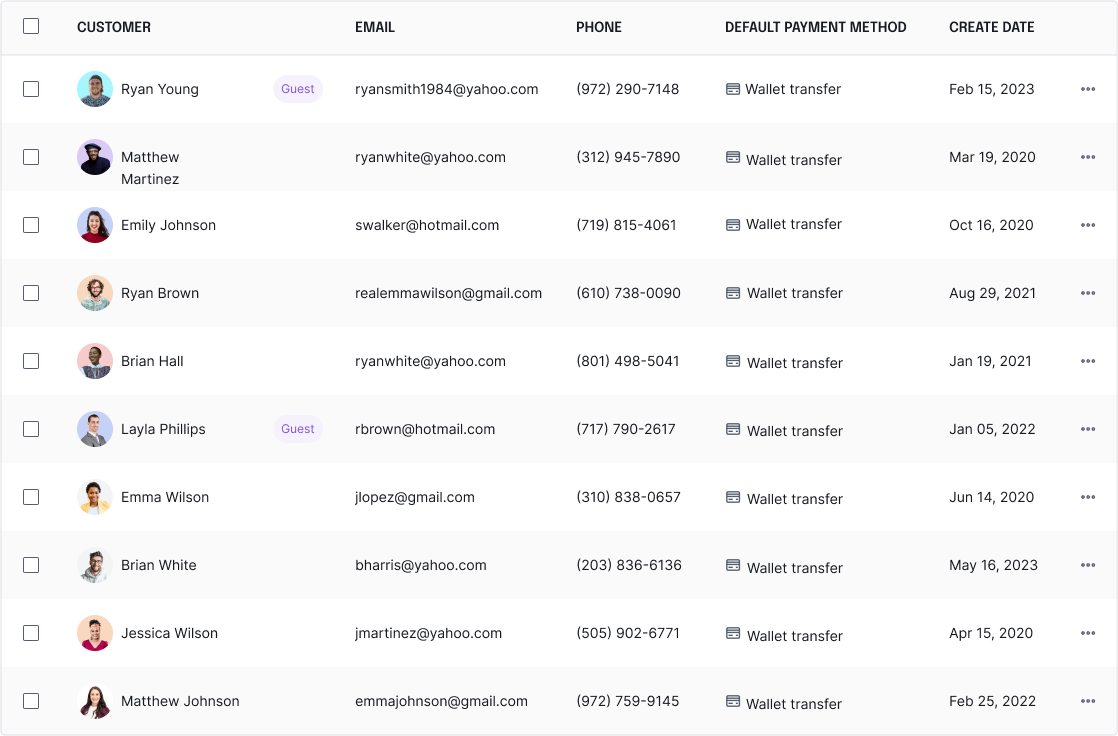 CUSTOMER EMAIL PHONE DEFAULT PAYMENT METHOD CREATE DATE
Ryan Young Guest ryansmith1984@yahoo.com (972) 290-7148 Wallet transfer Feb 15, 2023
Matthew ryanwhite@yahoo.com (312) 945-7890 Wallet transfer Mar 19, 2020
Martinez
Emily Johnson swalker@hotmail.com (719) 815-4061 Wallet transfer Oct 16, 2020
Ryan Brown realemmawilson@gmail.com (610) 738-0090 Wallet transfer Aug 29, 2021
Brian Hall ryanwhite@yahoo.com (801) 498-5041 Wallet transfer Jan 19, 2021
Layla Phillips Guest rbrown@hotmail.com (717) 790-2617 Wallet transfer Jan 05, 2022
Emma Wilson jlopez@gmail.com (310) 838-0657 Wallet transfer Jun 14, 2020
Brian White bharris@yahoo.com (203) 836-6136 Wallet transfer May 16, 2023
Jessica Wilson jmartinez@yahoo.com (505) 902-6771 Wallet transfer Apr 15, 2020
Matthew Johnson emmajohnson@gmail.com (972) 759-9145 Wallet transfer Feb 25, 2022